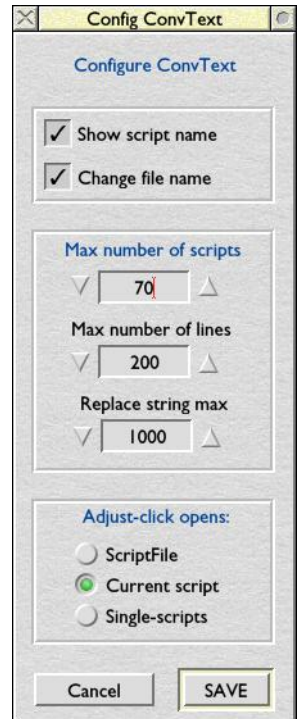 Config ConvText
Configure ConvText
Show script name
Change file name
Max number of scripts
70
Max number of lines
200
Replace string max
1000
Adjust-click opens:
ScriptFile
Current script
Single-scripts
Cancel SAVE